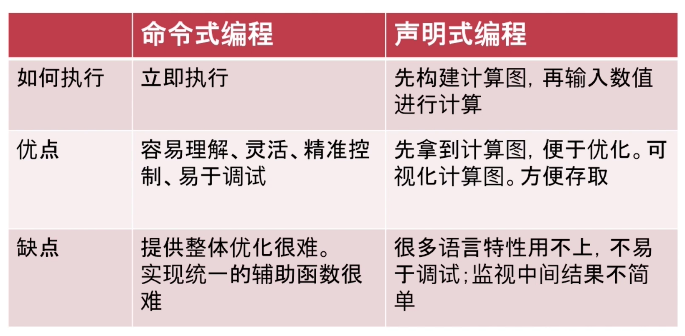 命令式编程 声明式编程
如何执行 立即执行 先构建计算图，再输入数值
进行计算
优点 容易理解、灵活、精准控 先拿到计算图，便于优化。可
制、易于调试 视化计算图。方便存取
缺点 提供整体优化很难。 很多语言特性用不上，不易
实现统一的辅助函数很 于调试；监视中间结果不简
难 单